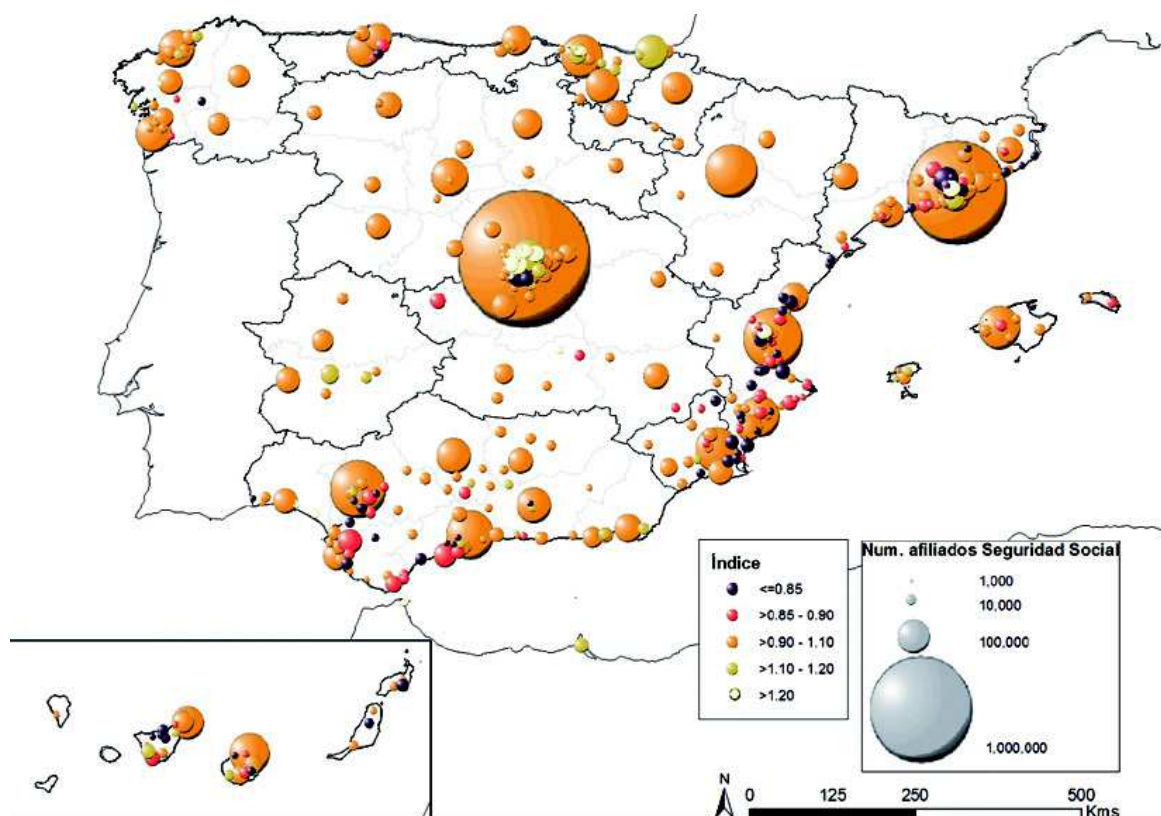 Índice
<=0.85
>0.85 - 0.90
>0.90 - 1.10
>1.10 - 1.20
>1.20
Num. afiliados Seguridad Social
1,000
10,000
100,000
1,000,000
N
0 125 250 500
Kms